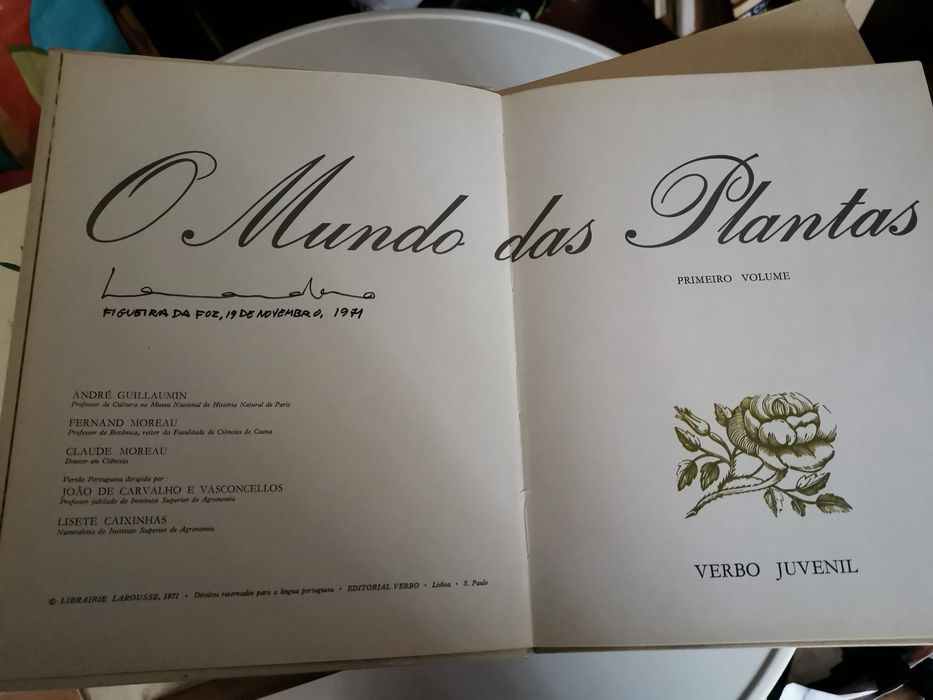 O Mundo das Plantas
PRIMEIRO VOLUME
FIGUEIRA DA FOZ, 19 DE NOVEMBRO, 1971
ANDRÉ GUILLAUMIN
Professor de Cultura no Museu Nacional de História Natural de Paris
FERNAND MOREAU
Professor de Botânica, reitor da Faculdade de Ciências de Caena
CLAUDE MOREAU
Doutor em Ciências
Versão Portuguesa dirigida por:
JOÃO DE CARVALHO E VASCONCELLOS
Professor jubilado do Instituto Superior de Agronomia
LISETE CAIXINHAS
Naturalista do Instituto Superior de Agronomia
© LIBRAIRIE LAROUSSE, 1971 · Direitos reservados para a língua portuguesa · EDITORIAL VERBO · Lisboa · S. Paulo
VERBO JUVENIL